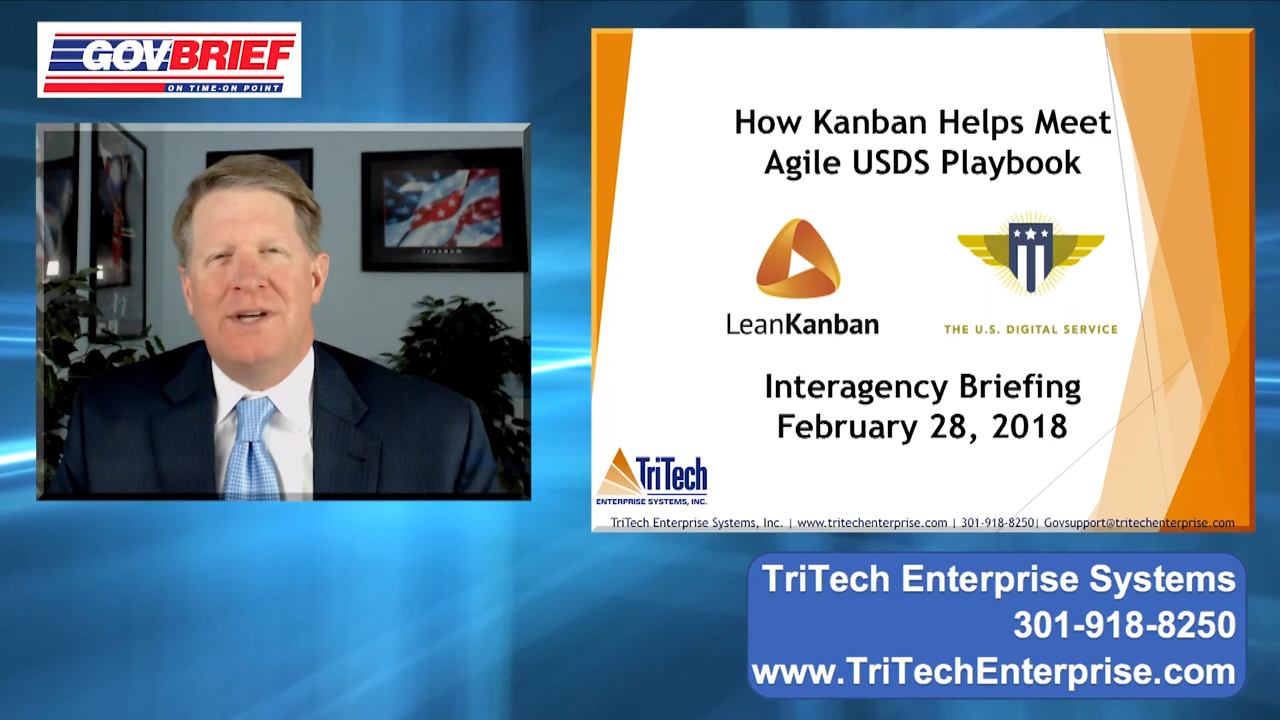 GOVBRIEF
ON TIME-ON POINT
freedom
How Kanban Helps Meet
Agile USDS Playbook
LeanKanban
THE U.S. DIGITAL SERVICE
Interagency Briefing
February 28, 2018
TriTech
ENTERPRISE SYSTEMS, INC.
TriTech Enterprise Systems, Inc. | www.tritechenterprise.com | 301-918-8250| Govsupport@tritechenterprise.com
TriTech Enterprise Systems
301-918-8250
www.TriTechEnterprise.com